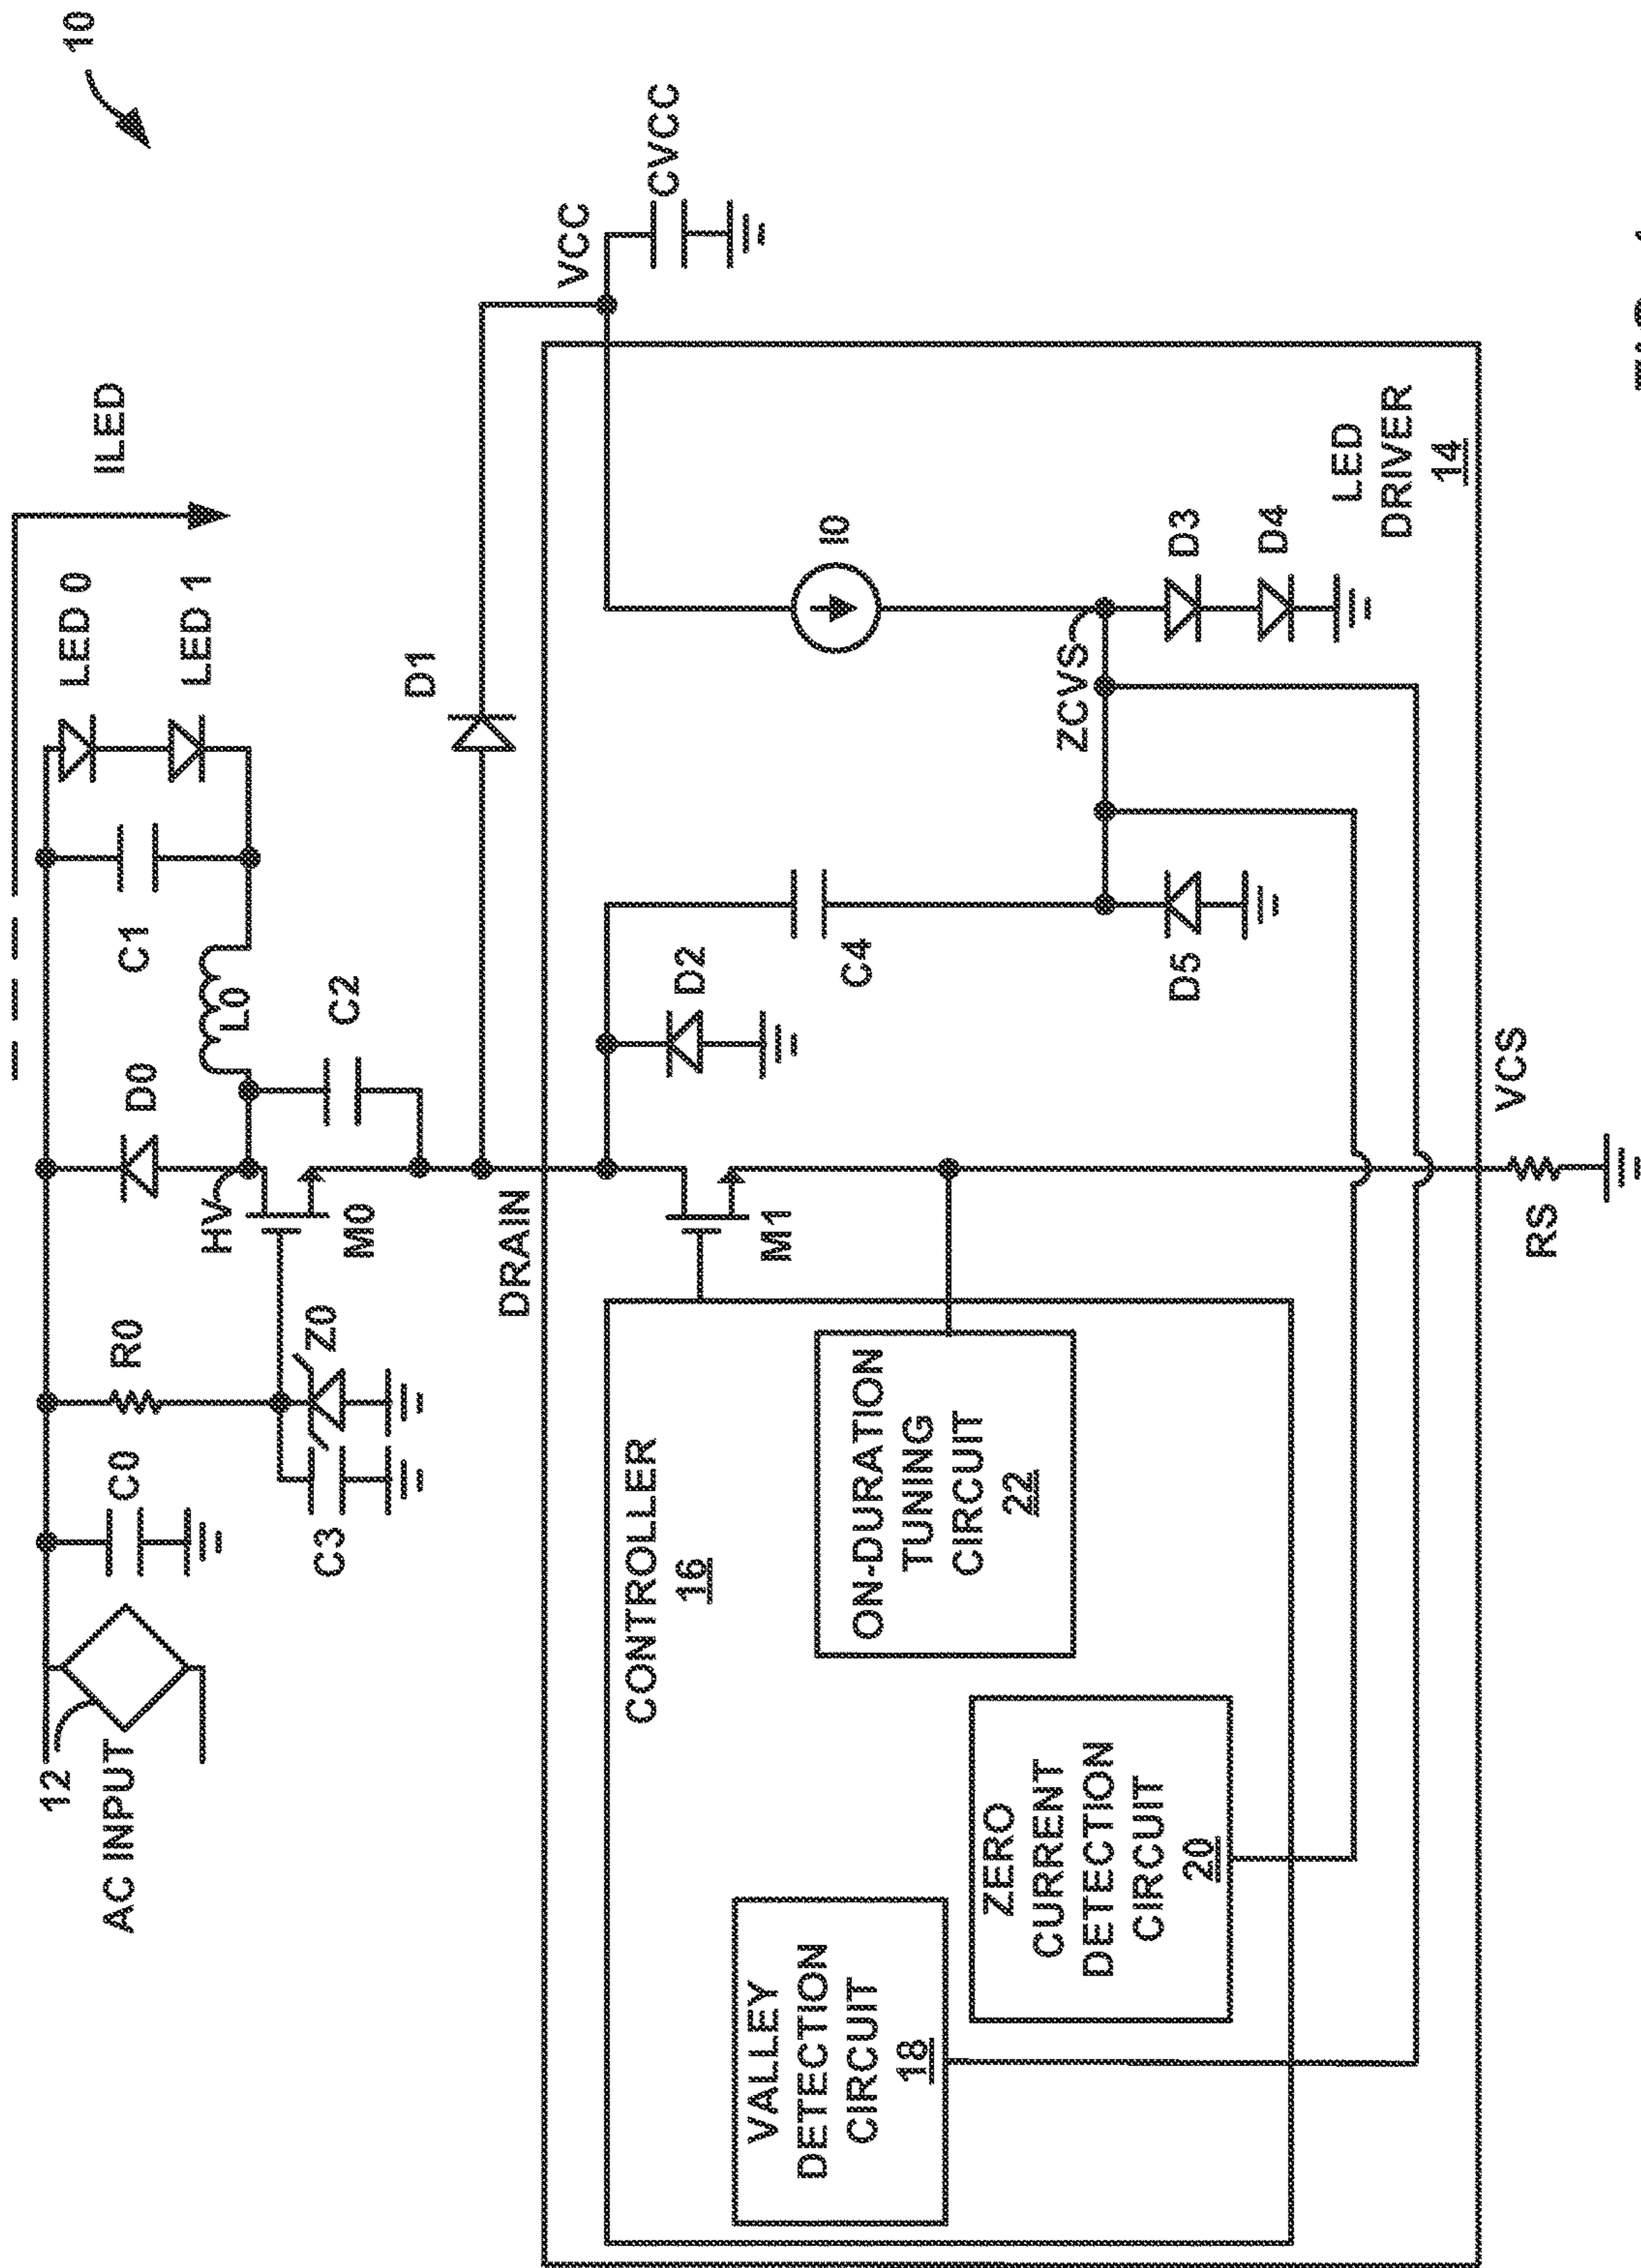 10
12
AC INPUT
C0
R0
D0
LED 0
ILED
C1
LED 1
L0
HV
C3
Z0
M0
C2
D1
DRAIN
VCC
CVCC
CONTROLLER
16
D2
M1
VALLEY
DETECTION
CIRCUIT
18
ON-DURATION
TUNING
CIRCUIT
22
C4
I0
ZERO
CURRENT
DETECTION
CIRCUIT
20
ZCVS
D5
D3
D4
LED
DRIVER
14
VCS
RS